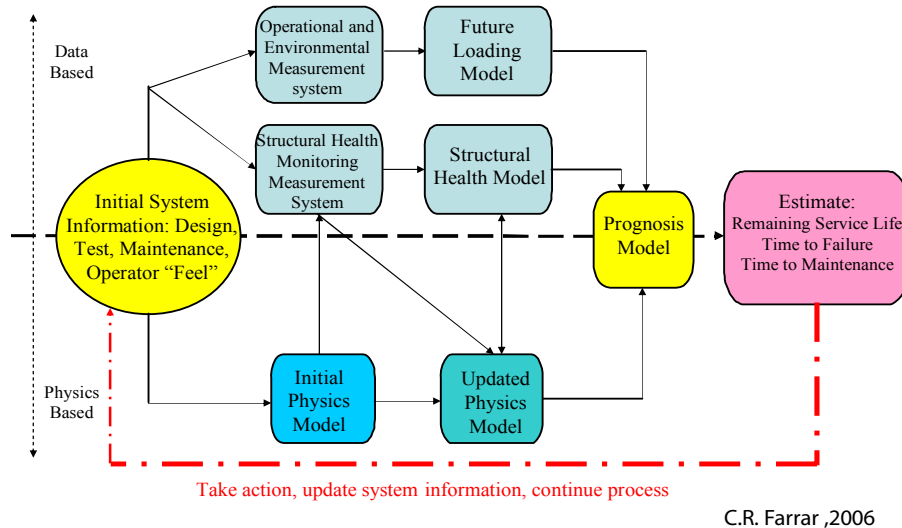 Data
Based
Operational and
Environmental
Measurement
system
Future
Loading
Model
Structural Health
Monitoring
Measurement
System
Structural
Health Model
Initial System
Information: Design,
Test, Maintenance,
Operator “Feel”
Prognosis
Model
Estimate:
Remaining Service Life
Time to Failure
Time to Maintenance
Physics
Based
Initial
Physics
Model
Updated
Physics
Model
Take action, update system information, continue process
C.R. Farrar ,2006